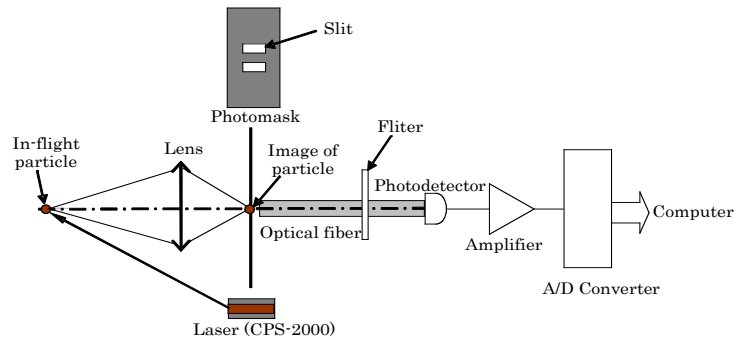 Slit
Photomask
Fliter
In-flight
particle
Lens
Image of
particle
Photodetector
Optical fiber
Computer
Amplifier
A/D Converter
Laser (CPS-2000)